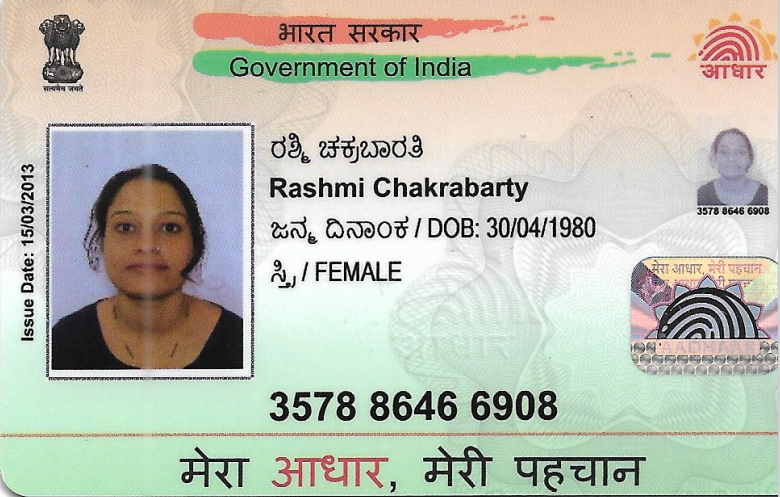 भारत सरकार
Government of India
सत्यमेव जयते
आधार
Issue Date: 15/03/2013
ರಶ್ಮಿ ಚಕ್ರಬಾರತಿ
Rashmi Chakrabarty
ಜನ್ಮ ದಿನಾಂಕ / DOB: 30/04/1980
ಸ್ತ್ರಿ / FEMALE
3578 8646 6908
मेरा आधार, मेरी पहचान
AADHAAR
3578 8646 6908
मेरा आधार, मेरी पहचान